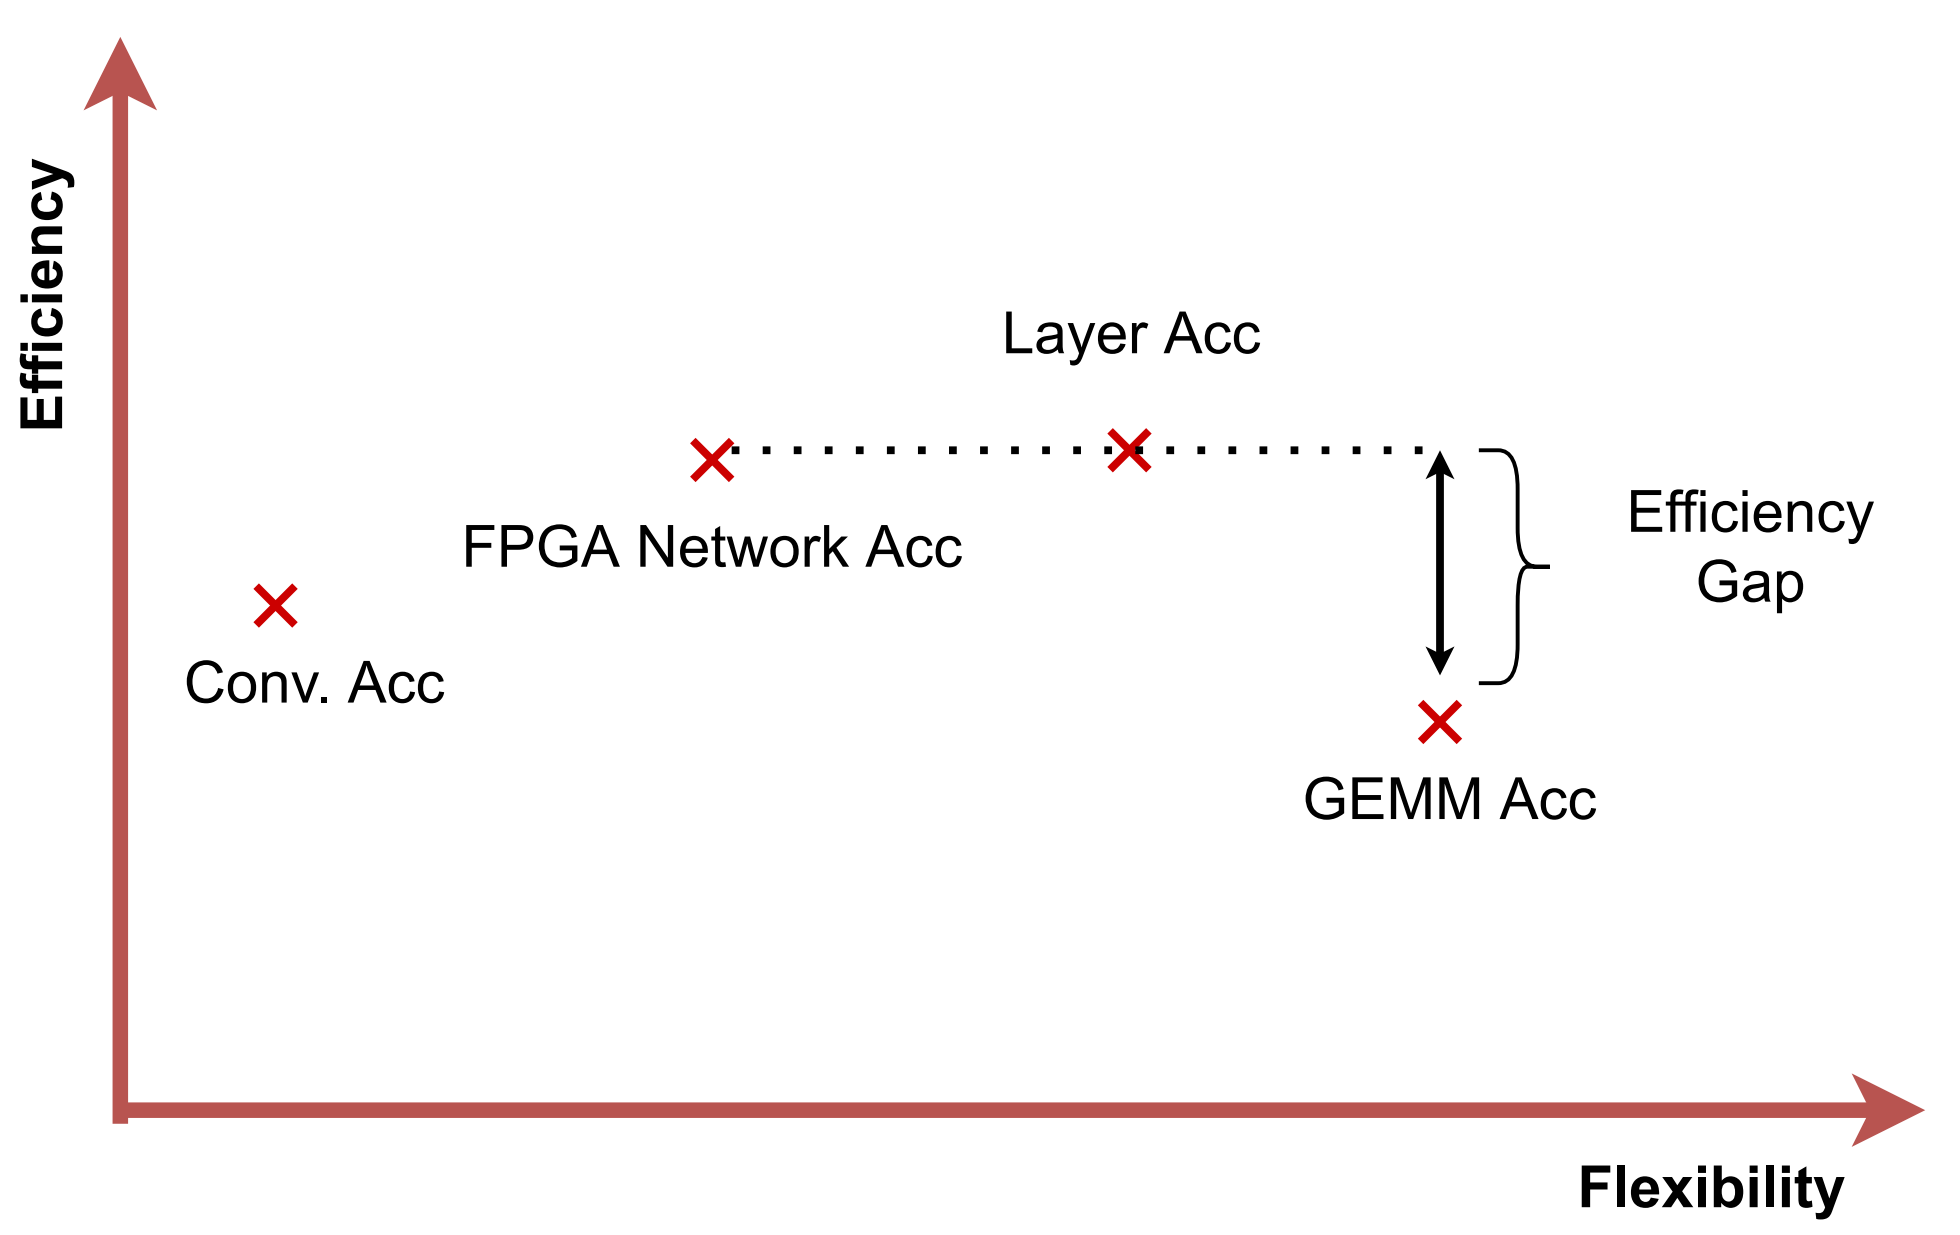 Efficiency
Layer Acc
FPGA Network Acc
Efficiency
Gap
Conv. Acc
GEMM Acc
Flexibility